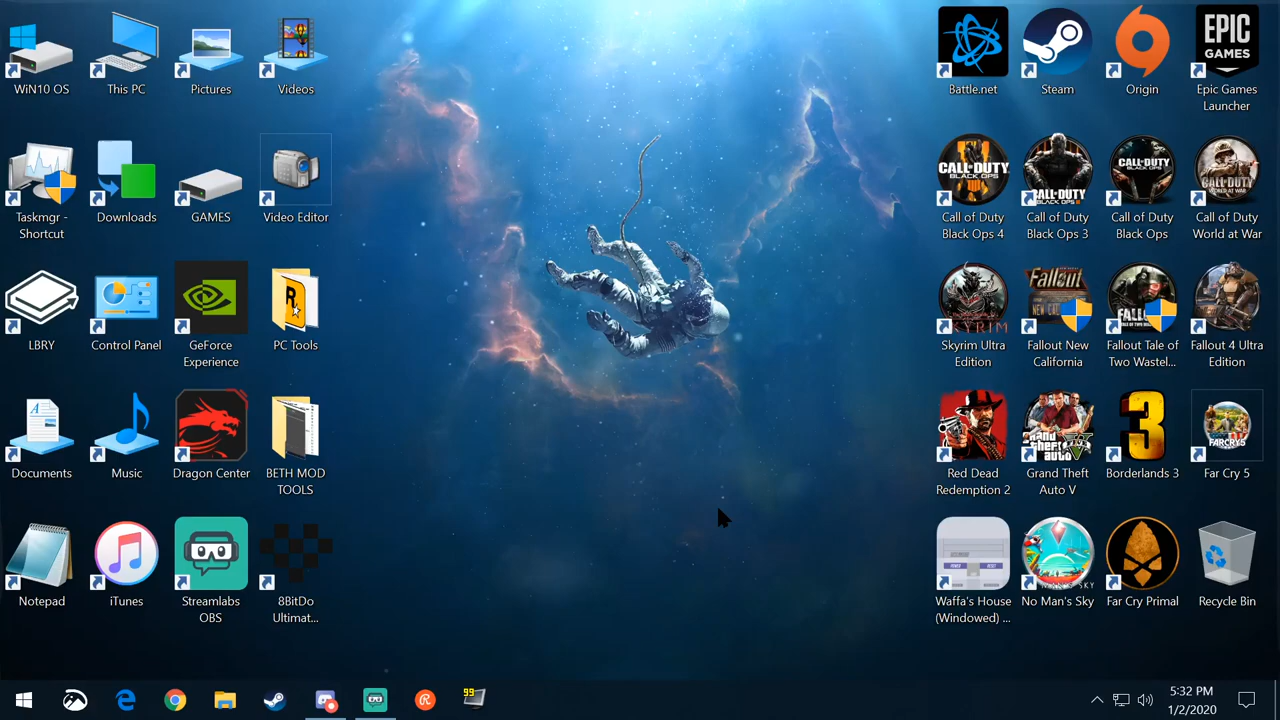 WiN10 OS
This PC
Pictures
Videos
Battle.net
Steam
Origin
EPIC
GAMES
Epic Games
Launcher
Taskmgr -
Shortcut
Downloads
GAMES
Video Editor
CALL OF DUTY
BLACK OPS
Call of Duty
Black Ops 4
CALL OF DUTY
BLACK OPS III
Call of Duty
Black Ops 3
CALL OF DUTY
BLACK OPS
Call of Duty
Black Ops
CALL OF DUTY
WORLD AT WAR
Call of Duty
World at War
LBRY
Control Panel
GeForce
Experience
R
PC Tools
SKYRIM
Skyrim Ultra
Edition
Fallout
Fallout New
California
Fallout Tale of
Two Wastel...
Fallout 4 Ultra
Edition
Documents
Music
Dragon Center
BETH MOD
TOOLS
Red Dead
Redemption 2
grand theft auto V
Grand Theft
Auto V
3
Borderlands 3
FARCRY5
Far Cry 5
Notepad
iTunes
Streamlabs
OBS
8BitDo
Ultimat...
POWER
RESET
Waffa's House
(Windowed) ...
NO MAN'S SKY
No Man's Sky
Far Cry Primal
Recycle Bin
99
5:32 PM
1/2/2020